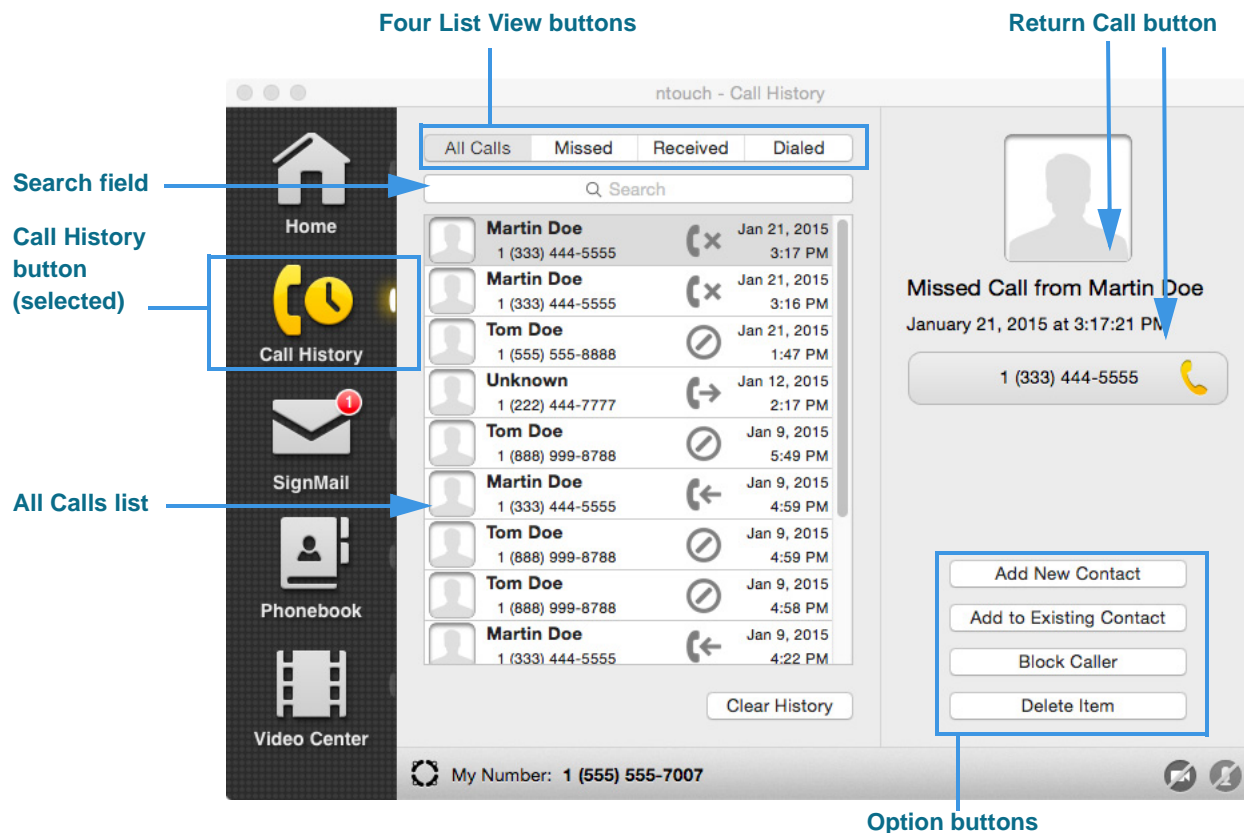 Four List View buttons
Return Call button
ntouch - Call History
All Calls Missed Received Dialed
Search field
Search
Home
Call History
button
(selected)
Call History
Martin Doe Jan 21, 2015
1 (333) 444-5555 3:17 PM
Martin Doe Jan 21, 2015
1 (333) 444-5555 3:16 PM
Tom Doe Jan 21, 2015
1 (555) 555-8888 1:47 PM
Unknown Jan 12, 2015
1 (222) 444-7777 2:17 PM
Tom Doe Jan 9, 2015
1 (888) 999-8788 5:49 PM
Martin Doe Jan 9, 2015
1 (333) 444-5555 4:59 PM
Tom Doe Jan 9, 2015
1 (888) 999-8788 4:59 PM
Tom Doe Jan 9, 2015
1 (888) 999-8788 4:58 PM
Martin Doe Jan 9, 2015
1 (333) 444-5555 4:22 PM
Missed Call from Martin Doe
January 21, 2015 at 3:17:21 PM
1 (333) 444-5555
1
SignMail
All Calls list
Phonebook
Video Center
Add New Contact
Add to Existing Contact
Block Caller
Delete Item
Clear History
My Number: 1 (555) 555-7007
Option buttons